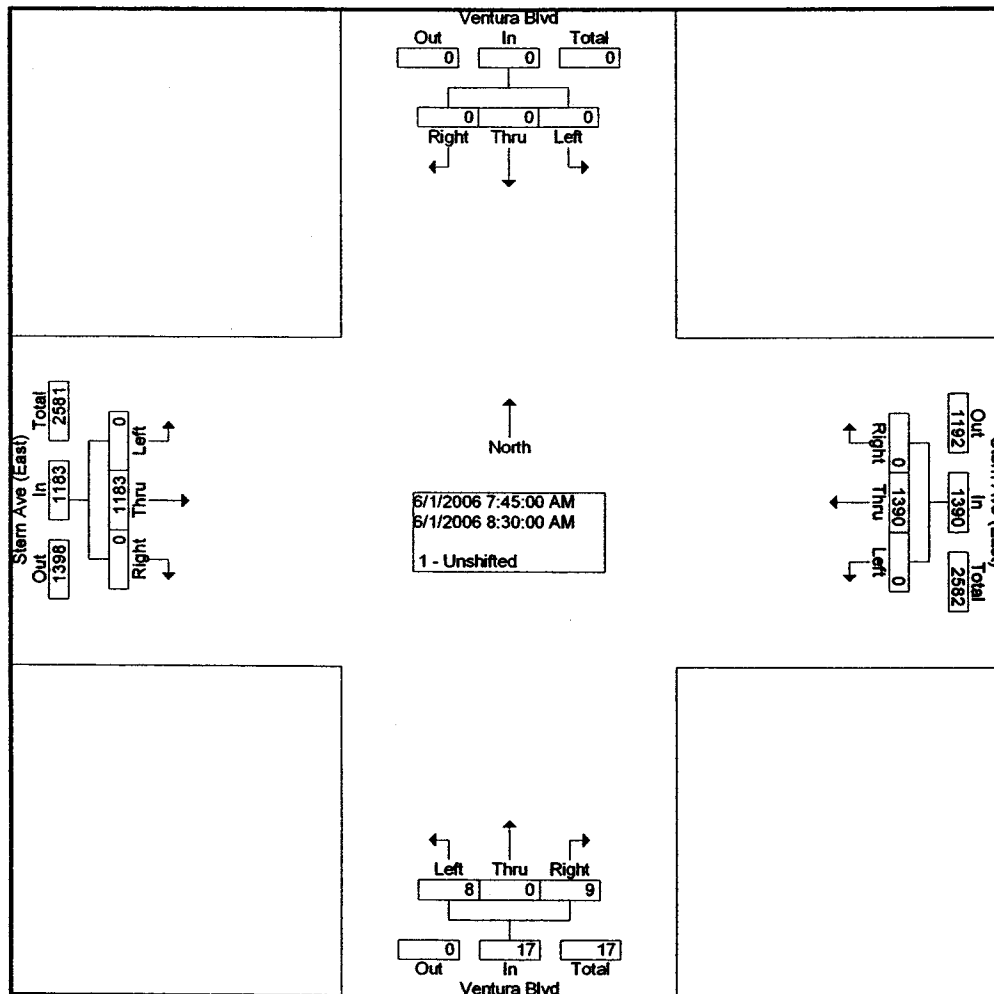 Ventura Blvd
Out In Total
0 0 0
0 0 0
Right Thru Left
Stern Ave (East)
Out In Total
1398 1183 2581
0 1183 0
Right Thru Left
North
6/1/2006 7:45:00 AM
6/1/2006 8:30:00 AM
1 - Unshifted
Out In Total
1192 1390 2582
0 1390 0
Right Thru Left
Left Thru Right
8 0 9
0 17 17
Out In Total
Ventura Blvd